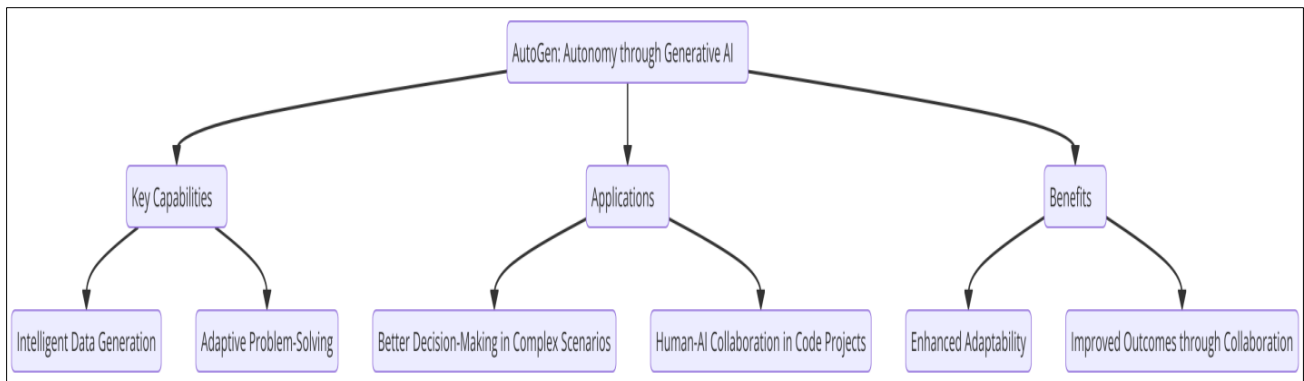 AutoGen: Autonomy through Generative AI
Key Capabilities
Applications
Benefits
Intelligent Data Generation
Adaptive Problem-Solving
Better Decision-Making in Complex Scenarios
Human-AI Collaboration in Code Projects
Enhanced Adaptability
Improved Outcomes through Collaboration